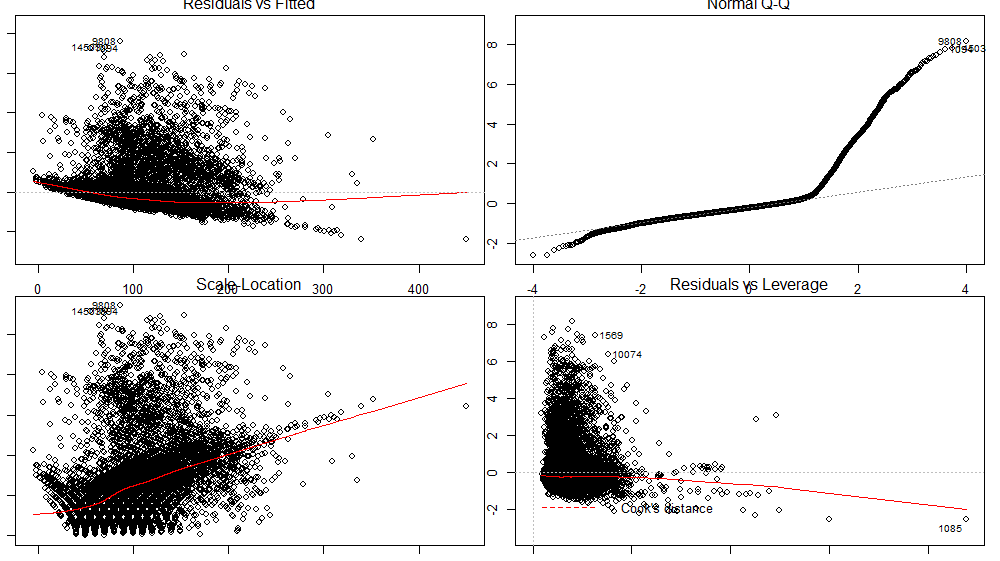 Residuals vs Fitted
9808
Normal Q-Q
9808
8
6
4
2
0
-2
0 100 200 300 400
-4 -2 0 2 4
Scale-Location
9808
Residuals vs Leverage
1569
10074
8
6
4
2
0
-2
Cook's distance
1085